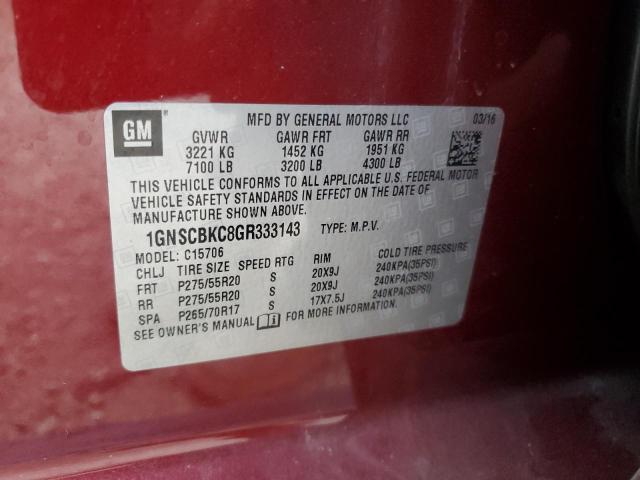 GM
MFD BY GENERAL MOTORS LLC 03/16
GVWR GAWR FRT GAWR RR
3221 KG 1452 KG 1951 KG
7100 LB 3200 LB 4300 LB
THIS VEHICLE CONFORMS TO ALL APPLICABLE U.S. FEDERAL MOTOR
VEHICLE SAFETY STANDARDS IN EFFECT ON THE DATE OF
MANUFACTURE SHOWN ABOVE.
1GNSCBKC8GR333143 TYPE: M.P.V.
MODEL: C15706
CHLJ TIRE SIZE SPEED RTG RIM COLD TIRE PRESSURE
FRT P275/55R20 S 20X9J 240KPA(35PSI)
RR P275/55R20 S 20X9J 240KPA(35PSI)
SPA P265/70R17 S 17X7.5J 240KPA(35PSI)
SEE OWNER'S MANUAL FOR MORE INFORMATION.